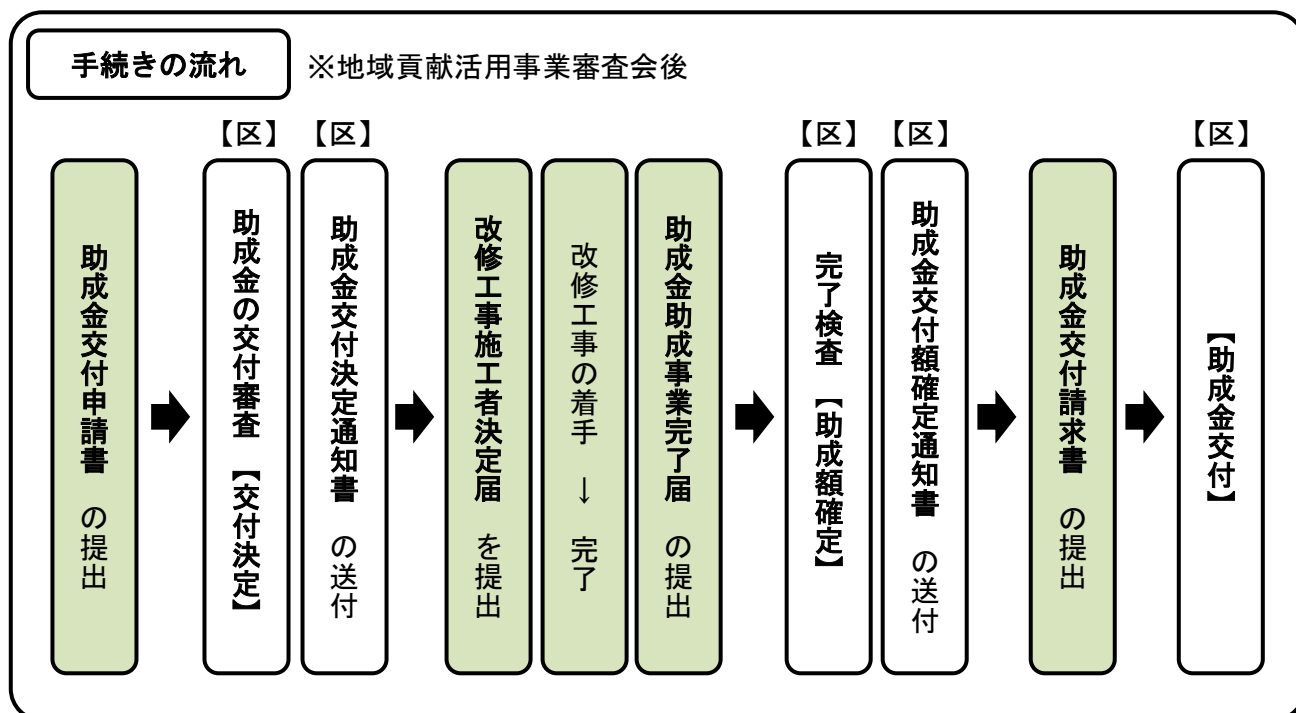 手続きの流れ
※地域貢献活用事業審査会後
助成金交付申請書 の提出
【区】
助成金の交付審査 【交付決定】
【区】
助成金交付決定通知書 の送付
改修工事施工者決定届 を提出
改修工事の着手 → 完了
助成金助成事業完了届 の提出
【区】
完了検査 【助成額確定】
【区】
助成金交付額確定通知書 の送付
助成金交付請求書 の提出
【区】
【助成金交付】